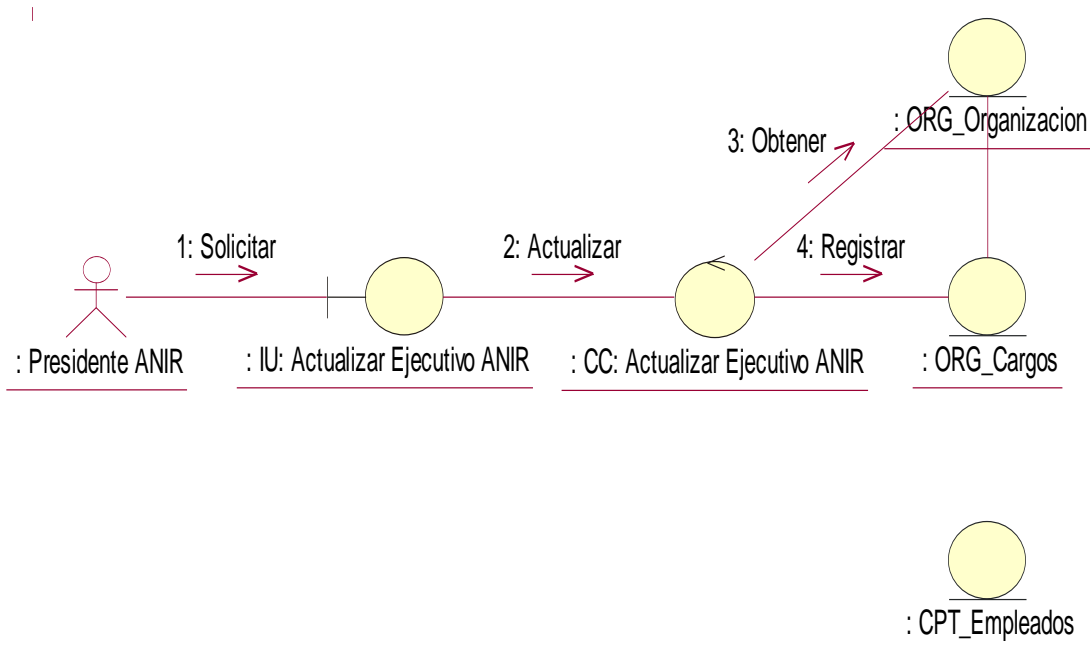 : ORG_Organizacion
3: Obtener
1: Solicitar
2: Actualizar
4: Registrar
: Presidente ANIR
: IU: Actualizar Ejecutivo ANIR
: CC: Actualizar Ejecutivo ANIR
: ORG_Cargos
: CPT_Empleados